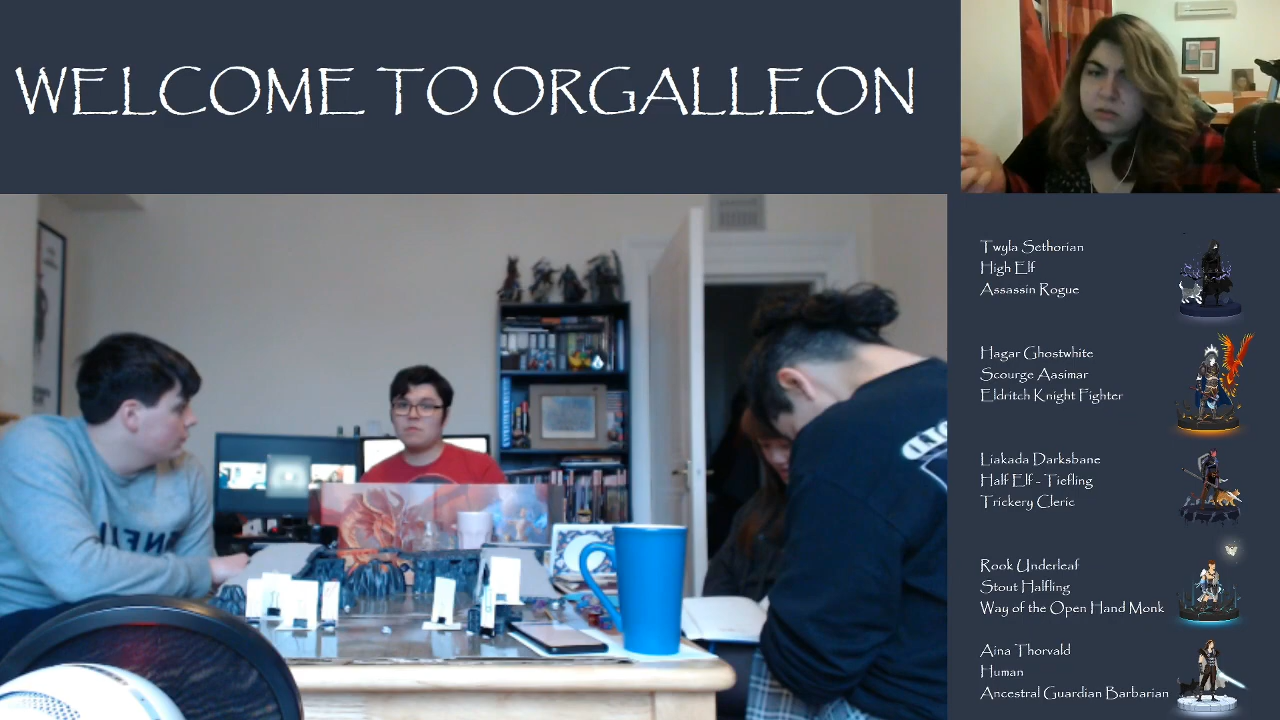 WELCOME TO ORGALLEON
Twyla Sethorian
High Elf
Assassin Rogue
Hagar Ghostwhite
Scourge Aasimar
Eldritch Knight Fighter
Liakada Darksbane
Half Elf - Tiefling
Trickery Cleric
Rook Underleaf
Stout Halfling
Way of the Open Hand Monk
Aina Thorvald
Human
Ancestral Guardian Barbarian